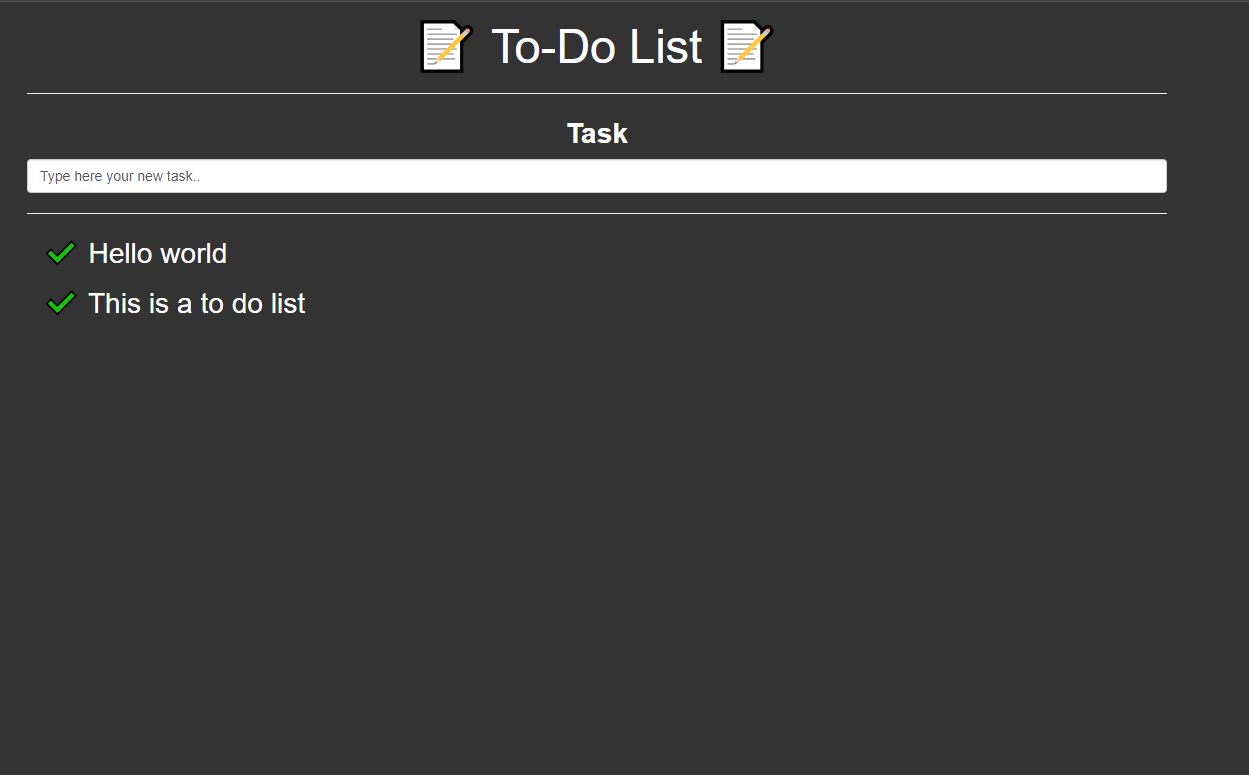 To-Do List
Task
Type here your new task..
Hello world
This is a to do list